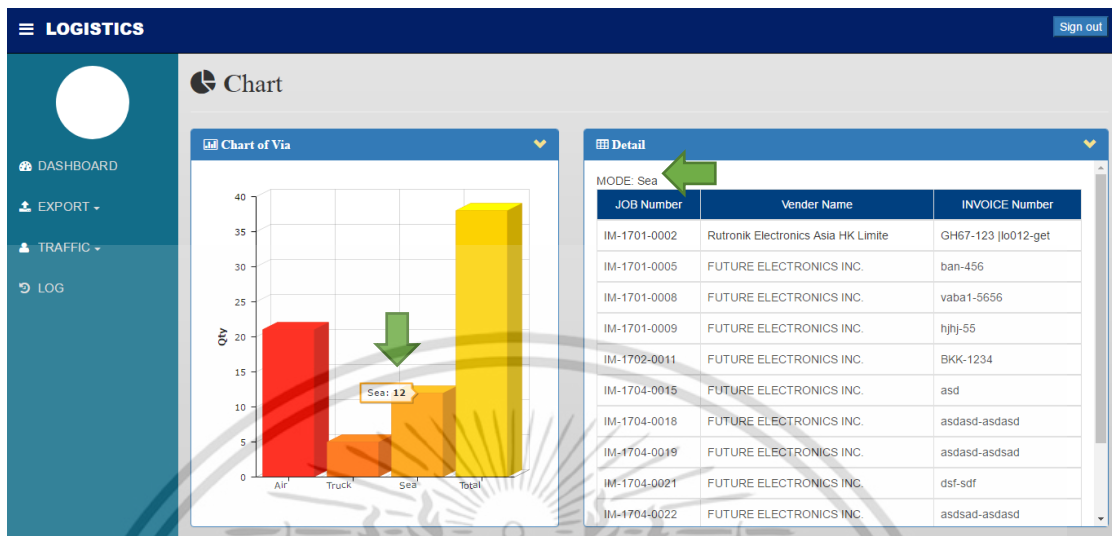 LOGISTICS
Sign out
Chart
DASHBOARD
EXPORT
TRAFFIC
LOG
Chart of Via
40
35
30
25
20
15
10
5
0
Qty
Sea: 12
Air Truck Sea Total
Detail
MODE: Sea
JOB Number Vender Name INVOICE Number
IM-1701-0002 Rutronik Electronics Asia HK Limite GH67-123 |lo012-get
IM-1701-0005 FUTURE ELECTRONICS INC. ban-456
IM-1701-0008 FUTURE ELECTRONICS INC. vaba1-5656
IM-1701-0009 FUTURE ELECTRONICS INC. hjhj-55
IM-1702-0011 FUTURE ELECTRONICS INC. BKK-1234
IM-1704-0015 FUTURE ELECTRONICS INC. asd
IM-1704-0018 FUTURE ELECTRONICS INC. asdasd-asdasd
IM-1704-0019 FUTURE ELECTRONICS INC. asdasd-asdsad
IM-1704-0021 FUTURE ELECTRONICS INC. dsf-sdf
IM-1704-0022 FUTURE ELECTRONICS INC. asdsad-asdasd